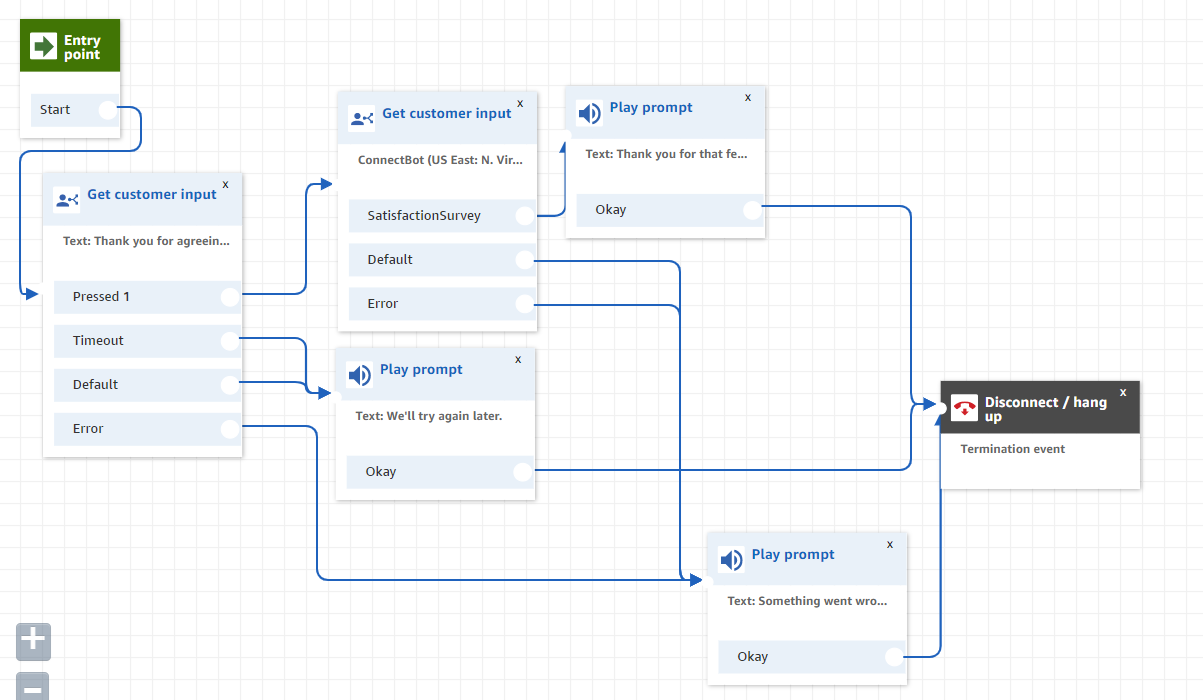 Entry
point
Start
x
Get customer input
Text: Thank you for agreein...
Pressed 1
Timeout
Default
Error
x
Get customer input
ConnectBot (US East: N. Vir...
SatisfactionSurvey
Default
Error
x
Play prompt
Text: Thank you for that fe...
Okay
x
Play prompt
Text: We'll try again later.
Okay
x
Disconnect / hang
up
Termination event
x
Play prompt
Text: Something went wro...
Okay